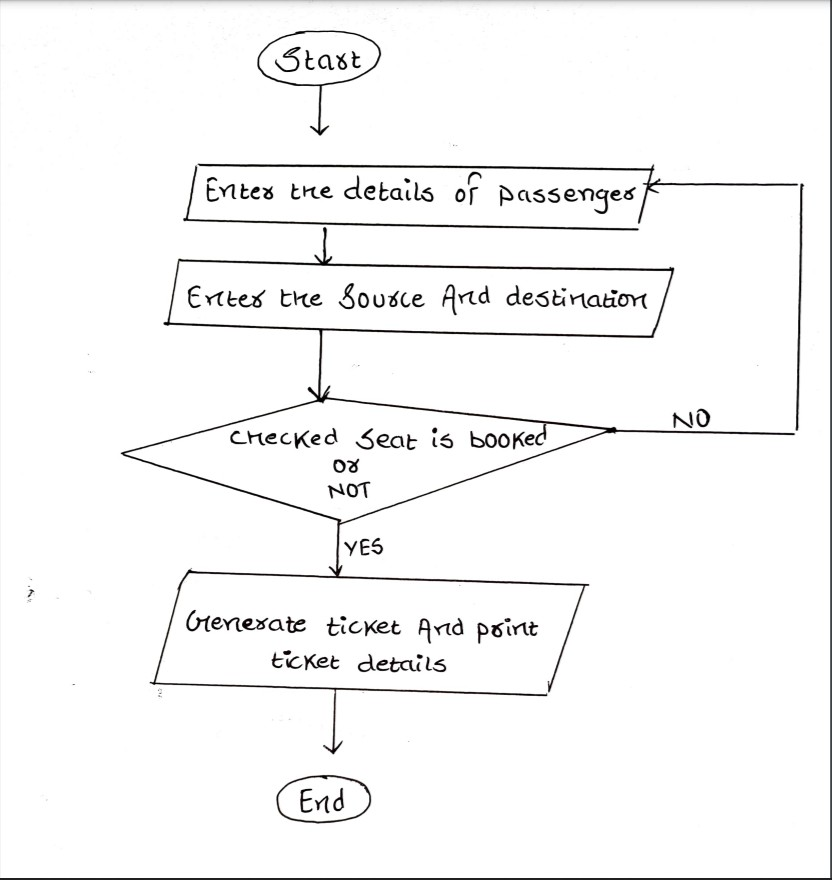 Start
Enter the details of passenger
Enter the Source And destination
checked seat is booked
or
NOT
NO
YES
Generate ticket And print
ticket details
End